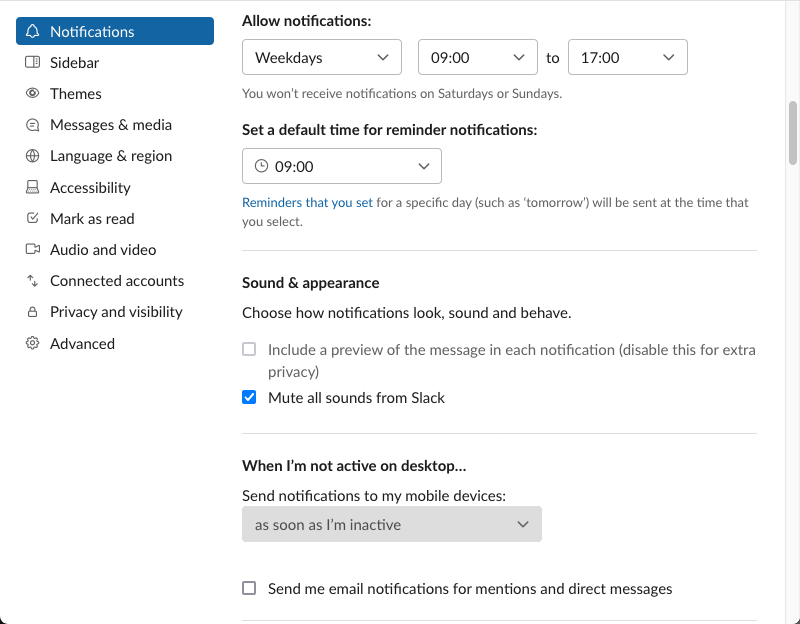 Notifications
Sidebar
Themes
Messages & media
Language & region
Accessibility
Mark as read
Audio and video
Connected accounts
Privacy and visibility
Advanced
Allow notifications:
Weekdays 09:00 to 17:00
You won’t receive notifications on Saturdays or Sundays.
Set a default time for reminder notifications:
09:00
Reminders that you set for a specific day (such as ‘tomorrow’) will be sent at the time that
you select.
Sound & appearance
Choose how notifications look, sound and behave.
Include a preview of the message in each notification (disable this for extra
privacy)
Mute all sounds from Slack
When I’m not active on desktop…
Send notifications to my mobile devices:
as soon as I’m inactive
Send me email notifications for mentions and direct messages